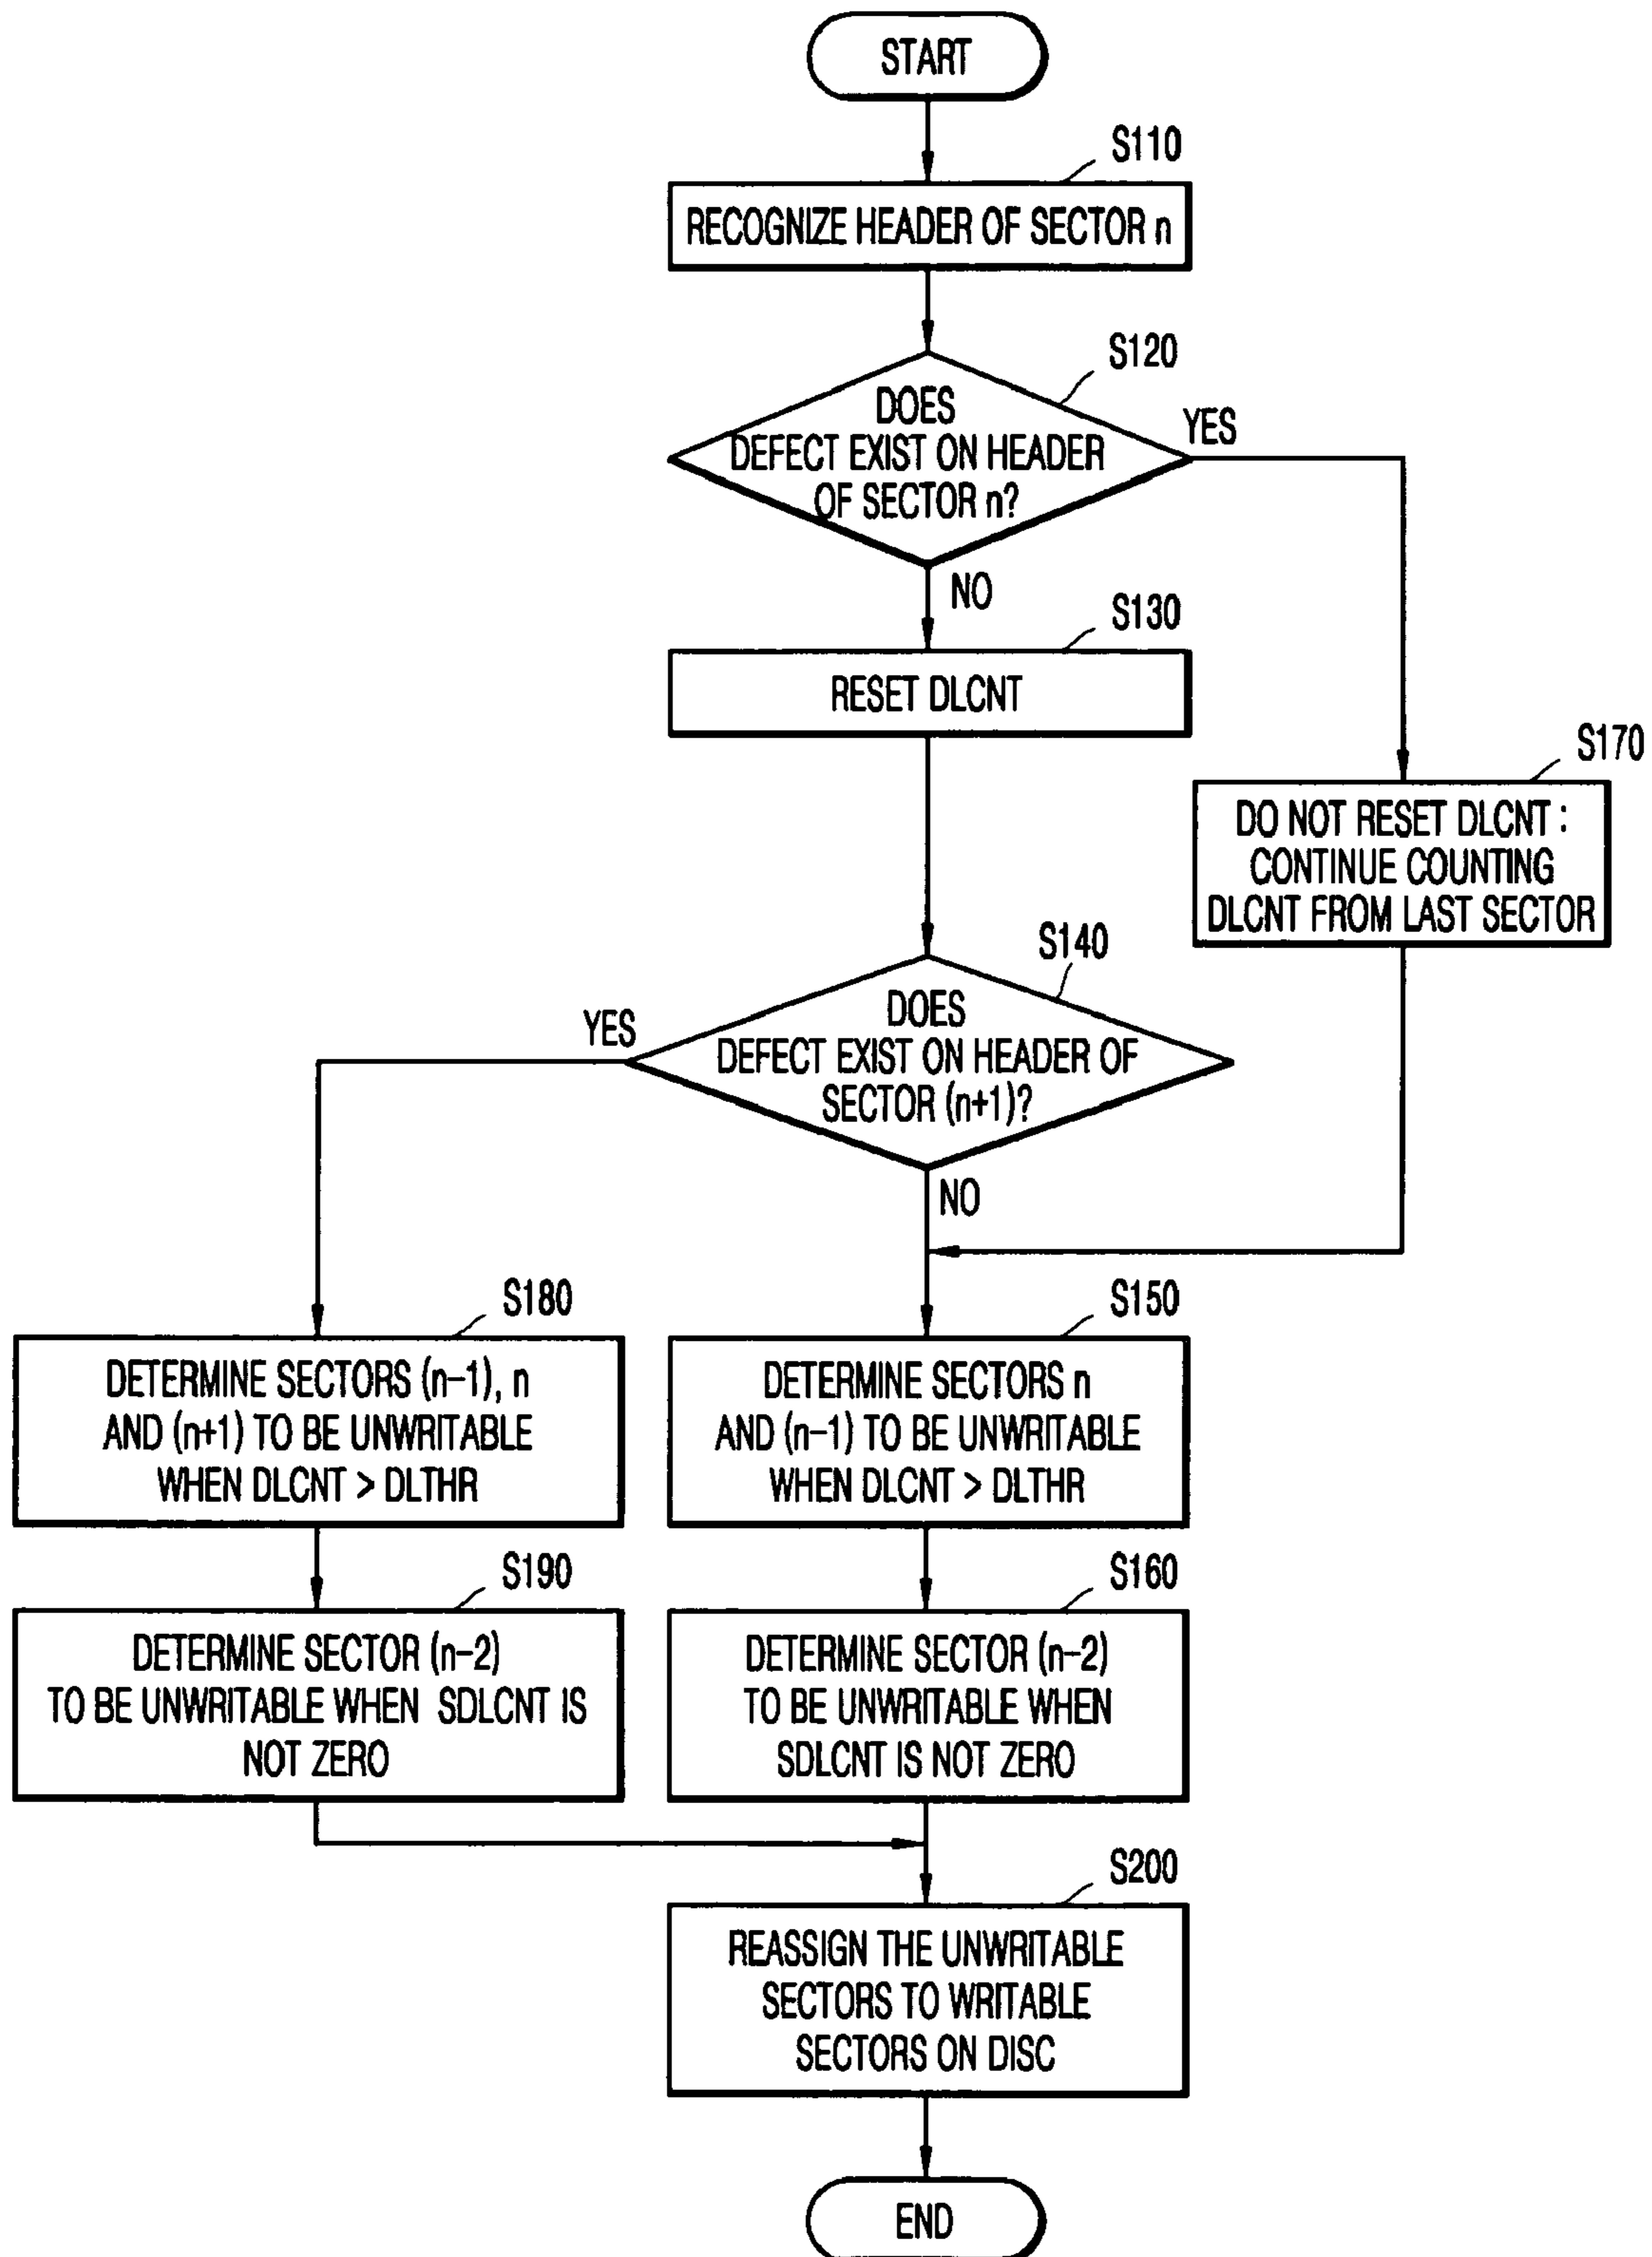 START
S110
RECOGNIZE HEADER OF SECTOR n
S120
DOES
DEFECT EXIST ON HEADER
OF SECTOR n?
YES
NO
S130
RESET DLCNT
S170
DO NOT RESET DLCNT :
CONTINUE COUNTING
DLCNT FROM LAST SECTOR
S140
DOES
DEFECT EXIST ON HEADER OF
SECTOR (n+1)?
YES
NO
S180
DETERMINE SECTORS (n-1), n
AND (n+1) TO BE UNWRITABLE
WHEN DLCNT > DLTHR
S150
DETERMINE SECTORS n
AND (n-1) TO BE UNWRITABLE
WHEN DLCNT > DLTHR
S190
DETERMINE SECTOR (n-2)
TO BE UNWRITABLE WHEN SDLCNT IS
NOT ZERO
S160
DETERMINE SECTOR (n-2)
TO BE UNWRITABLE WHEN
SDLCNT IS NOT ZERO
S200
REASSIGN THE UNWRITABLE
SECTORS TO WRITABLE
SECTORS ON DISC
END